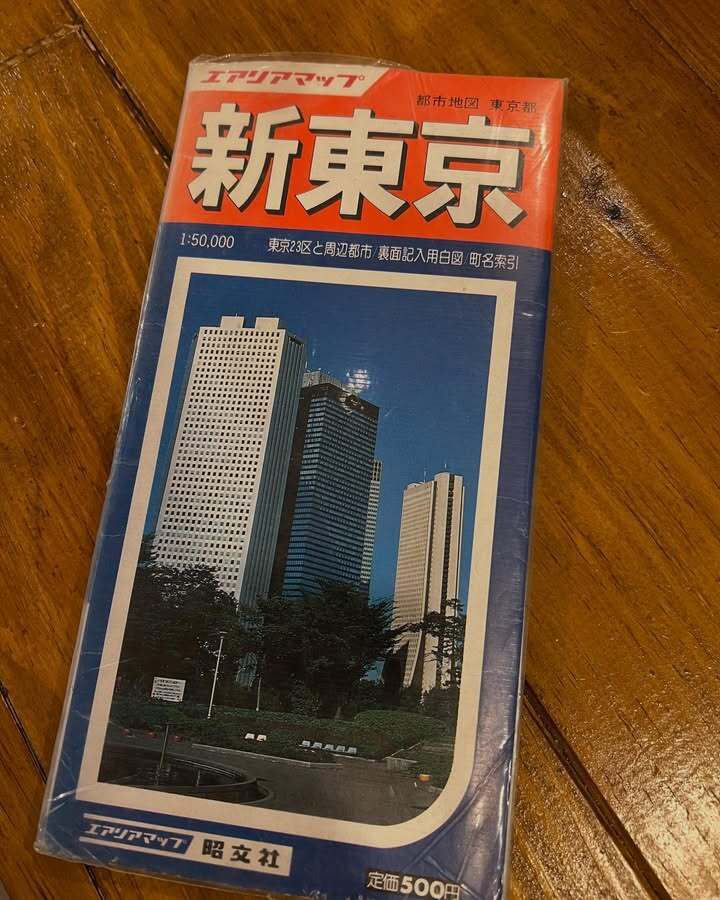 エアリアマップ
都市地図 東京都
新東京
1:50,000 東京23区と周辺都市/裏面記入用白図/町名索引
エアリアマップ 昭文社
定価500円